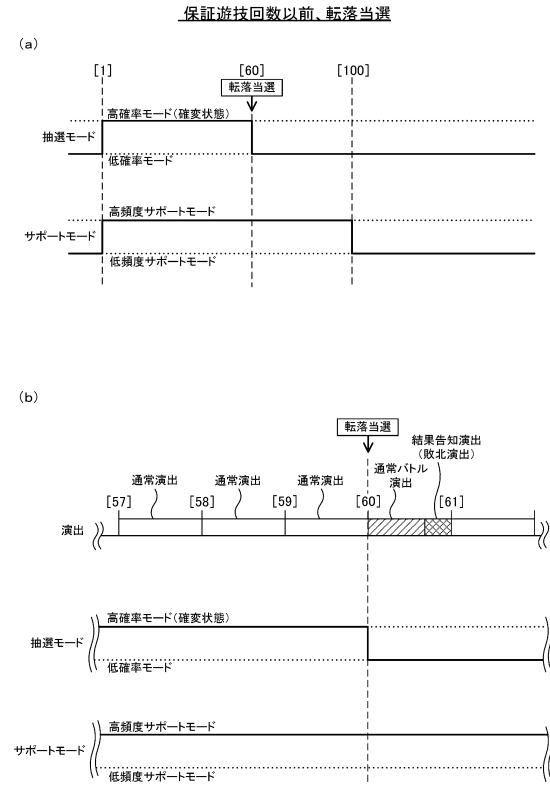 保証遊技回数以前、転落当選
(a)
[1] [60] [100]
転落当選
高確率モード(確変状態)
抽選モード
低確率モード
高頻度サポートモード
サポートモード
低頻度サポートモード
(b)
転落当選
結果告知演出
(敗北演出)
通常演出 通常演出 通常演出 通常バトル
演出
[57] [58] [59] [60] [61]
演出
高確率モード(確変状態)
抽選モード
低確率モード
高頻度サポートモード
サポートモード
低頻度サポートモード